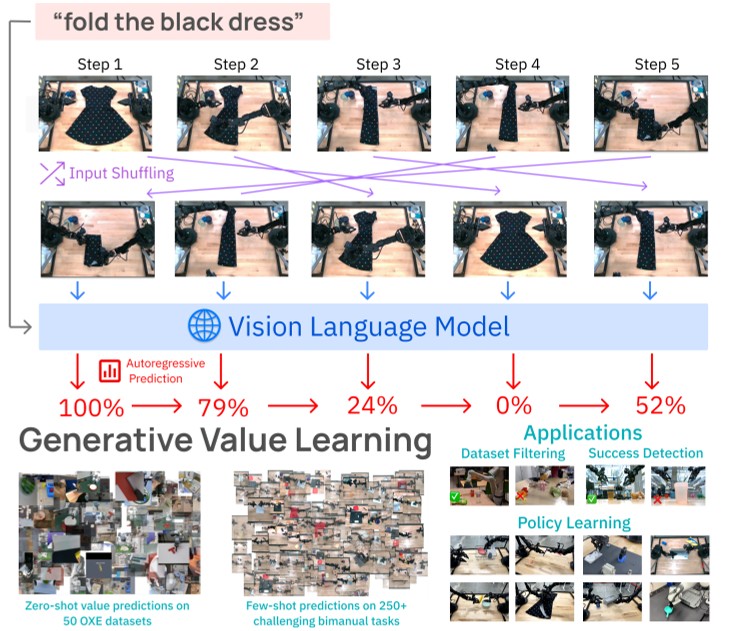 “fold the black dress”
Step 1
Step 2
Step 3
Step 4
Step 5
Input Shuffling
Vision Language Model
Autoregressive
Prediction
100%
79%
24%
0%
52%
Generative Value Learning
Zero-shot value predictions on
50 OXE datasets
Few-shot predictions on 250+
challenging bimanual tasks
Applications
Dataset Filtering
Success Detection
Policy Learning